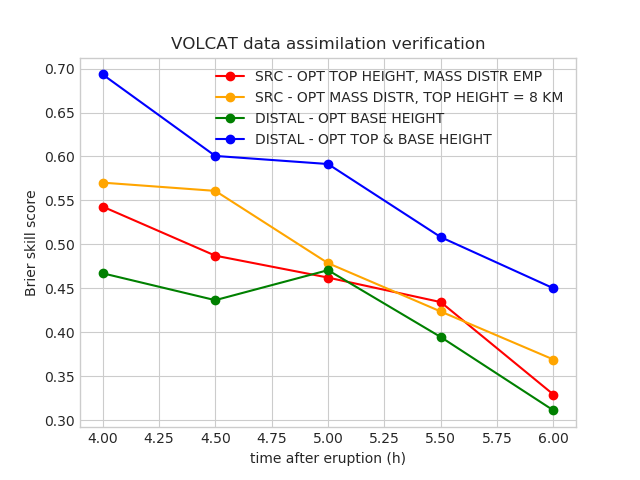 VOLCAT data assimilation verification
SRC - OPT TOP HEIGHT, MASS DISTR EMP
SRC - OPT MASS DISTR, TOP HEIGHT = 8 KM
DISTAL - OPT BASE HEIGHT
DISTAL - OPT TOP & BASE HEIGHT
Brier skill score
0.70
0.65
0.60
0.55
0.50
0.45
0.40
0.35
0.30
4.00 4.25 4.50 4.75 5.00 5.25 5.50 5.75 6.00
time after eruption (h)